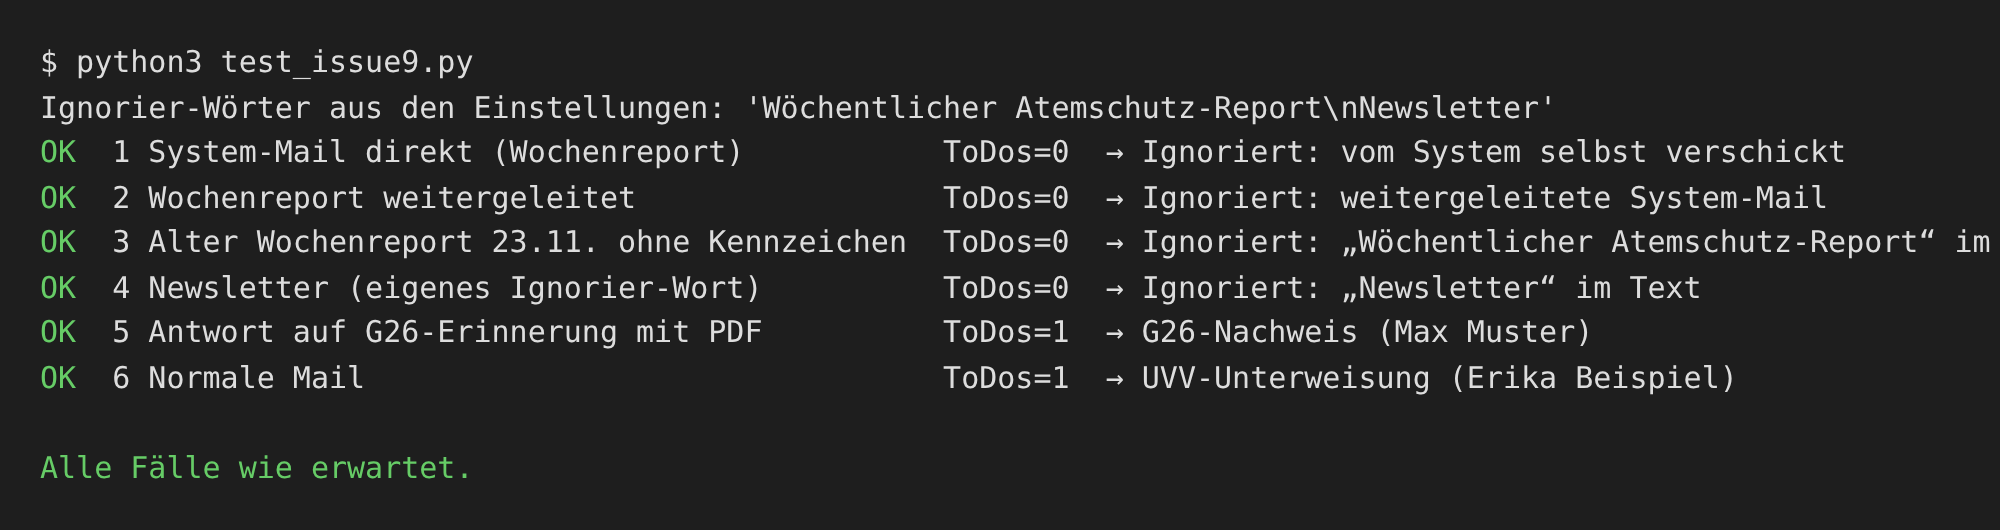 $ python3 test_issue9.py
Ignorier-Wörter aus den Einstellungen: 'Wöchentlicher Atemschutz-Report\nNewsletter'
OK  1 System-Mail direkt (Wochenreport)           ToDos=0  → Ignoriert: vom System selbst verschickt
OK  2 Wochenreport weitergeleitet                 ToDos=0  → Ignoriert: weitergeleitete System-Mail
OK  3 Alter Wochenreport 23.11. ohne Kennzeichen  ToDos=0  → Ignoriert: „Wöchentlicher Atemschutz-Report“ im
OK  4 Newsletter (eigenes Ignorier-Wort)          ToDos=0  → Ignoriert: „Newsletter“ im Text
OK  5 Antwort auf G26-Erinnerung mit PDF          ToDos=1  → G26-Nachweis (Max Muster)
OK  6 Normale Mail                                ToDos=1  → UVV-Unterweisung (Erika Beispiel)
Alle Fälle wie erwartet.